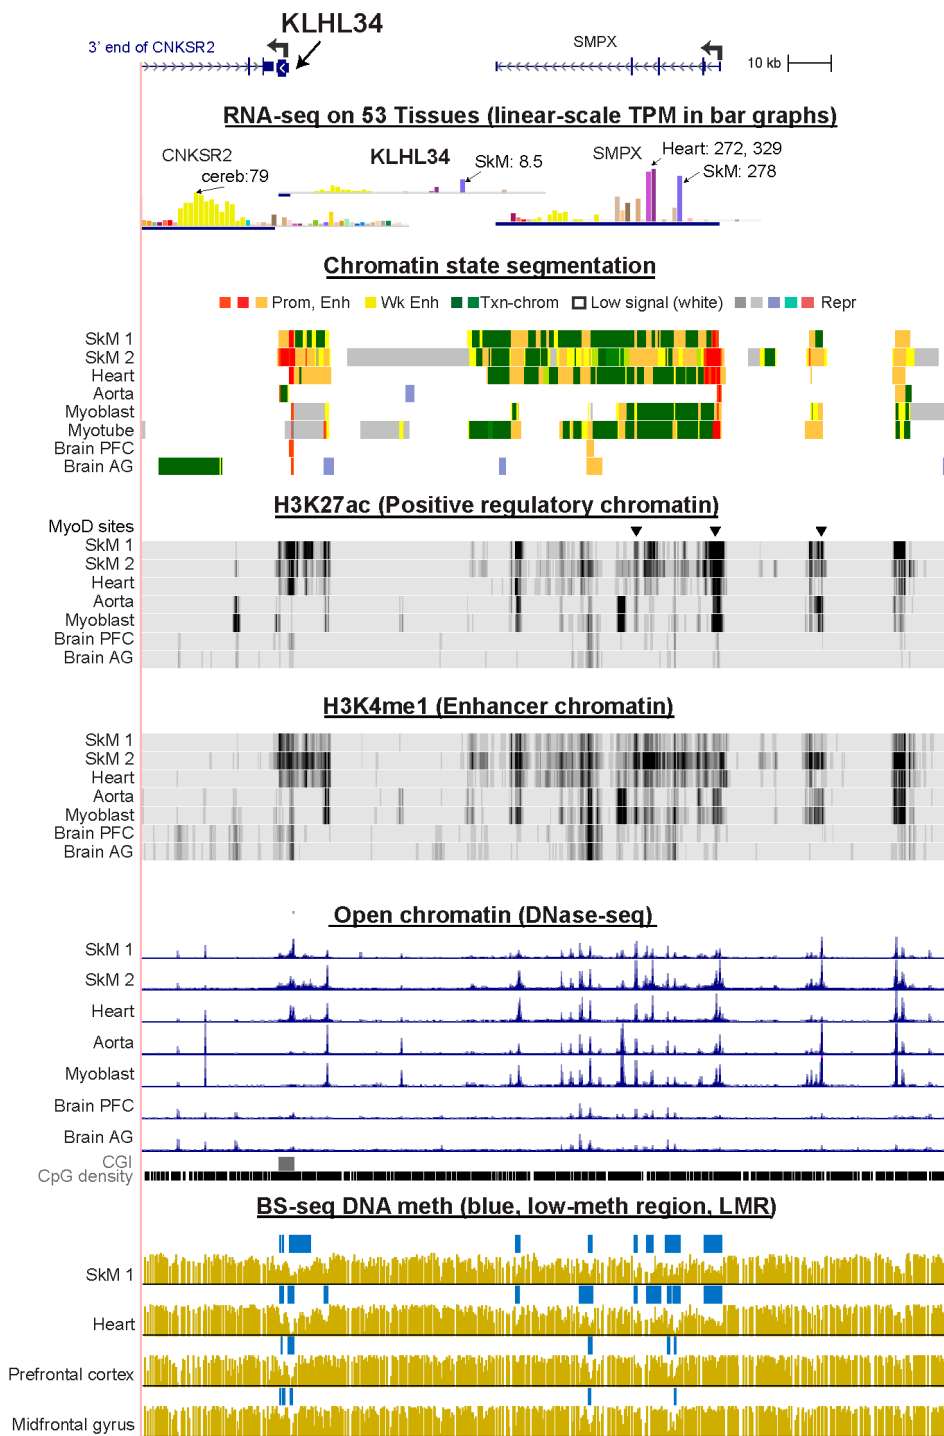 KLHL34
3' end of CNKSR2
SMPX
10 kb
RNA-seq on 53 Tissues (linear-scale TPM in bar graphs)
CNKSR2
cereb:79
KLHL34
SkM: 8.5
SMPX
Heart: 272, 329
SkM: 278
Chromatin state segmentation
Prom, Enh
Wk Enh
Txn-chrom
Low signal (white)
Repr
SkM 1
SkM 2
Heart
Aorta
Myoblast
Myotube
Brain PFC
Brain AG
H3K27ac (Positive regulatory chromatin)
MyoD sites
SkM 1
SkM 2
Heart
Aorta
Myoblast
Brain PFC
Brain AG
H3K4me1 (Enhancer chromatin)
SkM 1
SkM 2
Heart
Aorta
Myoblast
Brain PFC
Brain AG
Open chromatin (DNase-seq)
SkM 1
SkM 2
Heart
Aorta
Myoblast
Brain PFC
Brain AG
CGI
CpG density
BS-seq DNA meth (blue, low-meth region, LMR)
SkM 1
Heart
Prefrontal cortex
Midfrontal gyrus